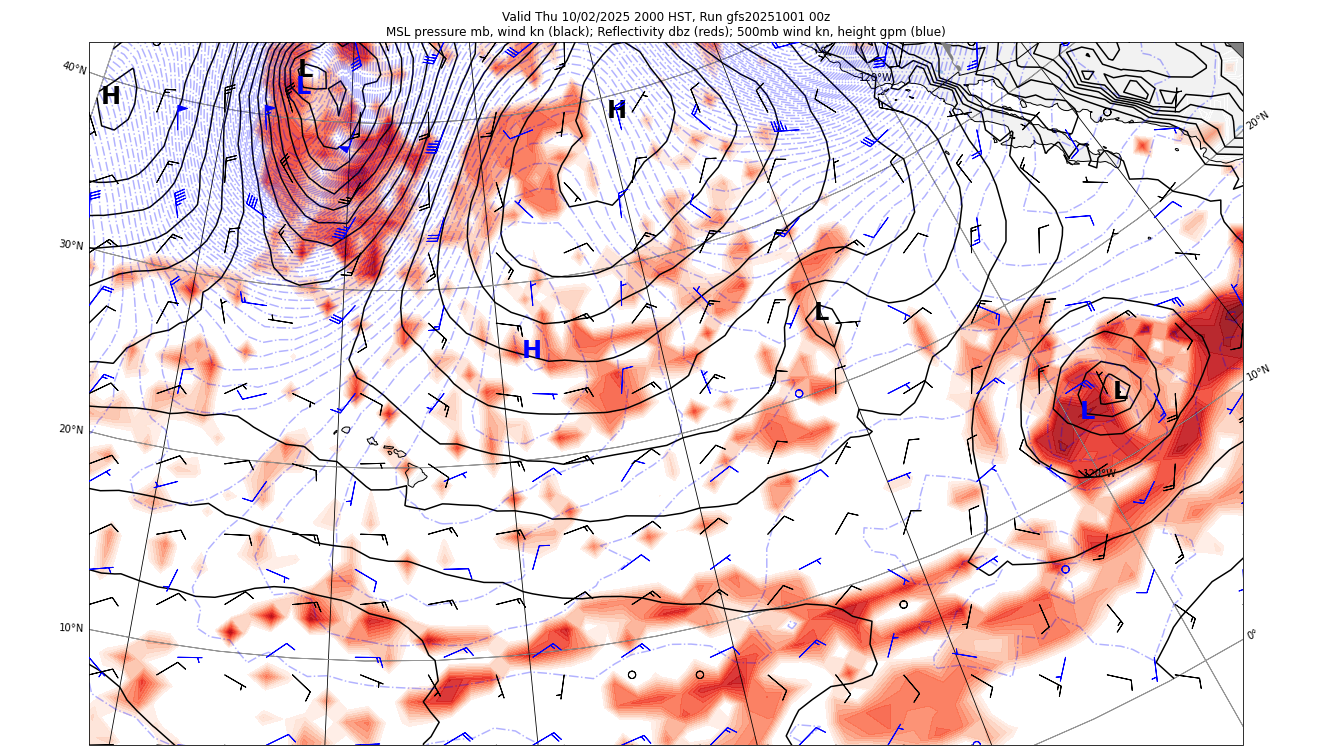 Valid Thu 10/02/2025 2000 HST, Run gfs20251001 00z
MSL pressure mb, wind kn (black); Reflectivity dbz (reds); 500mb wind kn, height gpm (blue)
40°N
L
L
H
H
120°W
20°N
30°N
L
H
10°N
L
L
20°N
120°W
10°N
0°